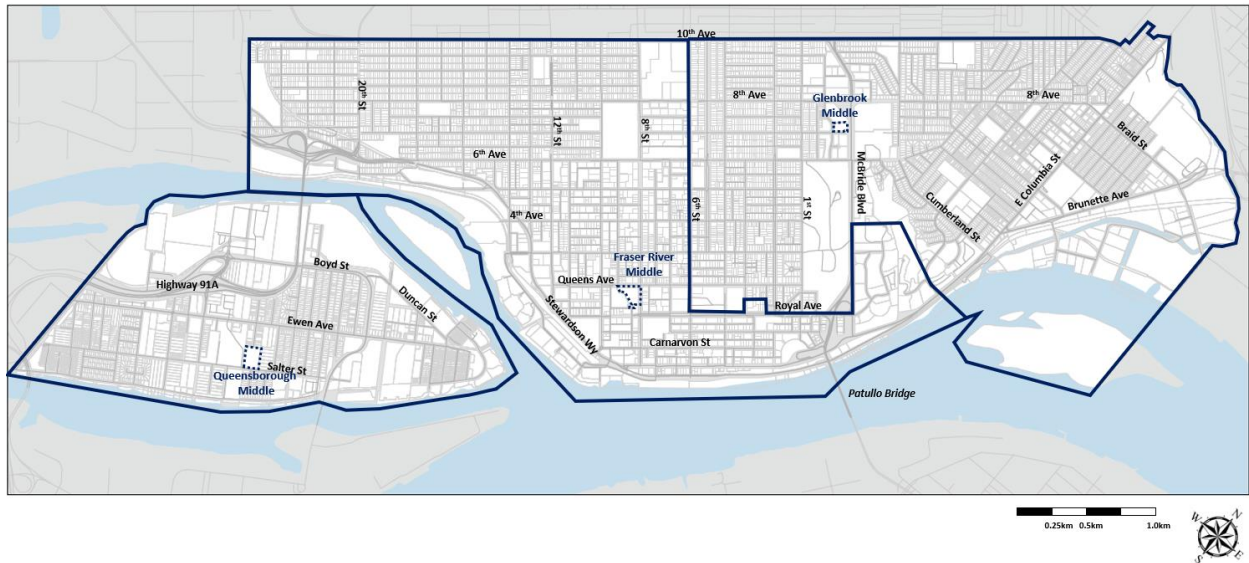 10th Ave
20th St
12th St
8th St
8th Ave
Glenbrook
Middle
8th Ave
Braid St
6th Ave
McBride Blvd
E Columbia St
4th Ave
6th St
1st St
Cumberland St
Brunette Ave
Boyd St
Fraser River
Middle
Queens Ave
Highway 91A
Duncan St
Stewardson Wy
Royal Ave
Ewen Ave
Carnarvon St
Salter St
Queensborough
Middle
Patullo Bridge
0.25km 0.5km 1.0km
W N
S E